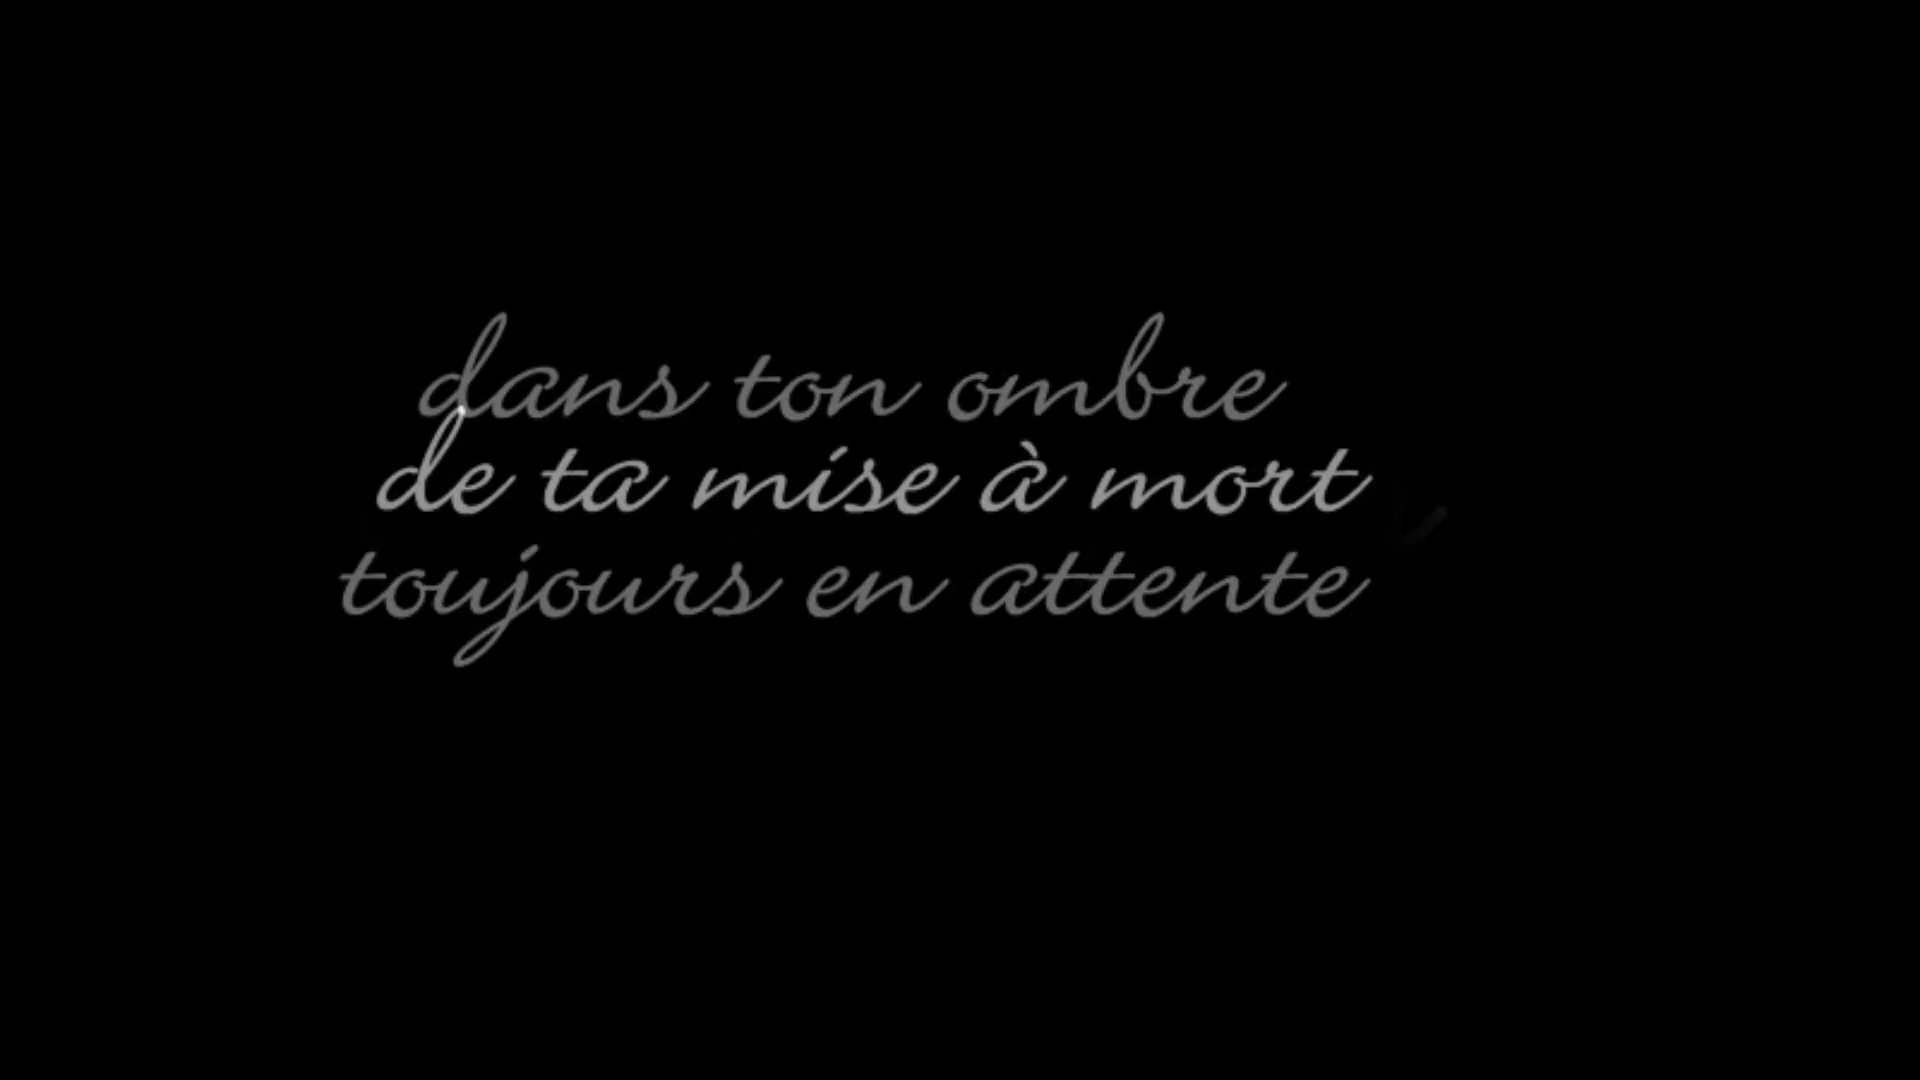 dans ton ombre
de ta mise à mort
toujours en attente